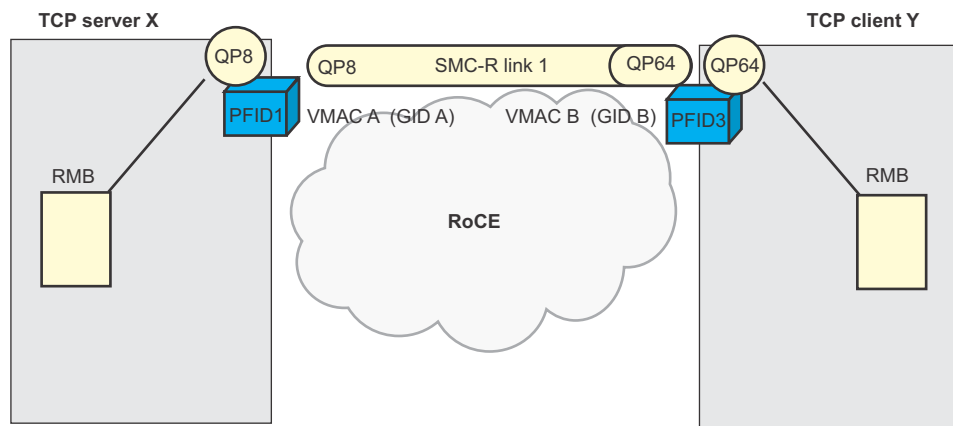 TCP server X
TCP client Y
QP8
QP8
SMC-R link 1
QP64
QP64
PFID1
VMAC A (GID A)
VMAC B (GID B)
PFID3
RMB
RMB
RoCE